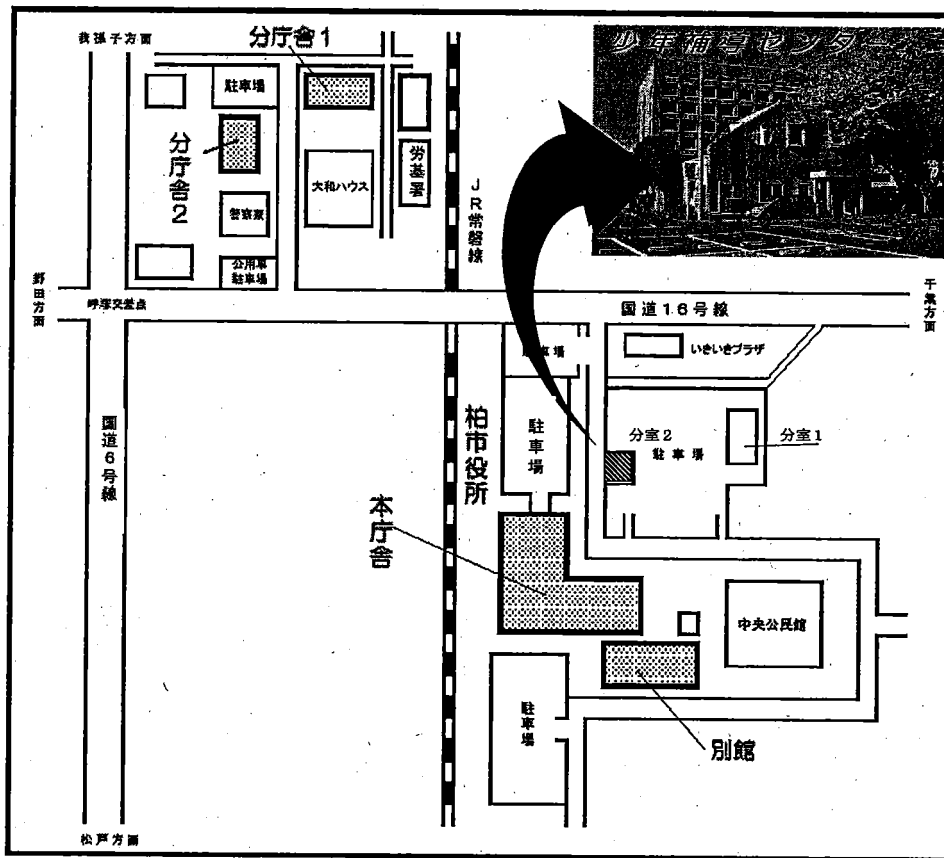 我孫子方面
分庁舎1
少年補導センター
駐車場
分庁舎2
大和ハウス
労基署
JR常磐線
警察署
公用車
駐車場
野田方面
呼塚交差点
国道16号線
千葉方面
いきいきプラザ
国道6号線
柏市役所
駐車場
分室2
駐車場
分室1
本庁舎
中央公民館
駐車場
別館
松戸方面